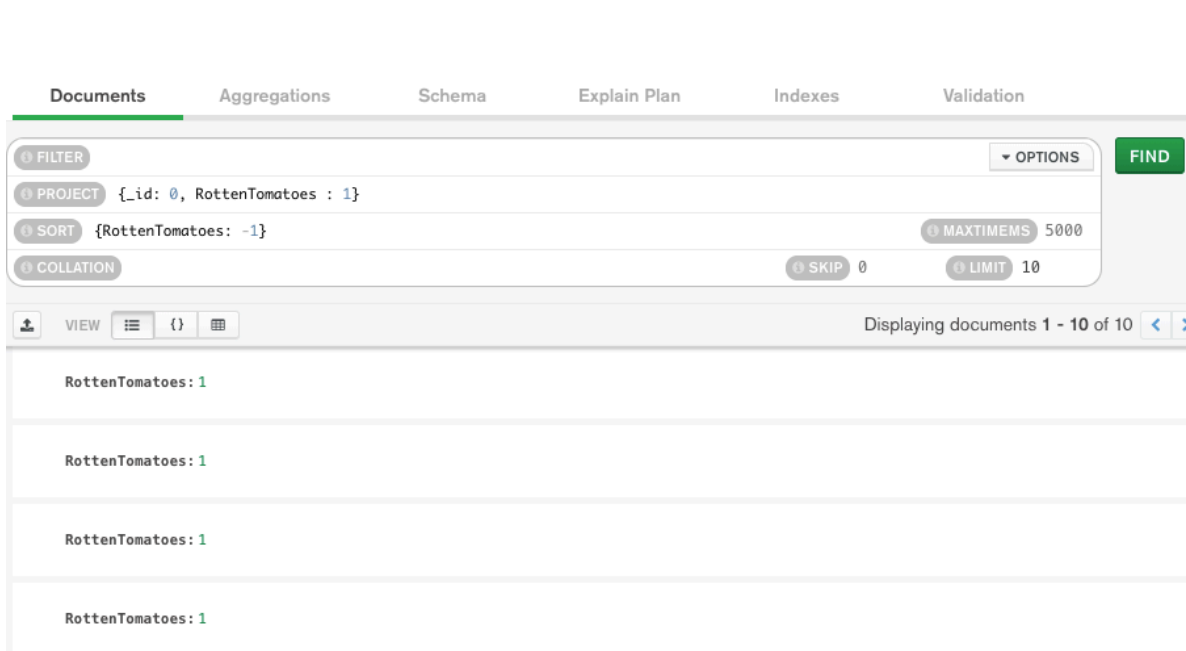 Documents Aggregations Schema Explain Plan Indexes Validation
FILTER OPTIONS FIND
PROJECT {_id: 0, RottenTomatoes : 1}
SORT {RottenTomatoes: -1} MAXTIMEMS 5000
COLLATION SKIP 0 LIMIT 10
VIEW {} Displaying documents 1 - 10 of 10
RottenTomatoes: 1
RottenTomatoes: 1
RottenTomatoes: 1
RottenTomatoes: 1